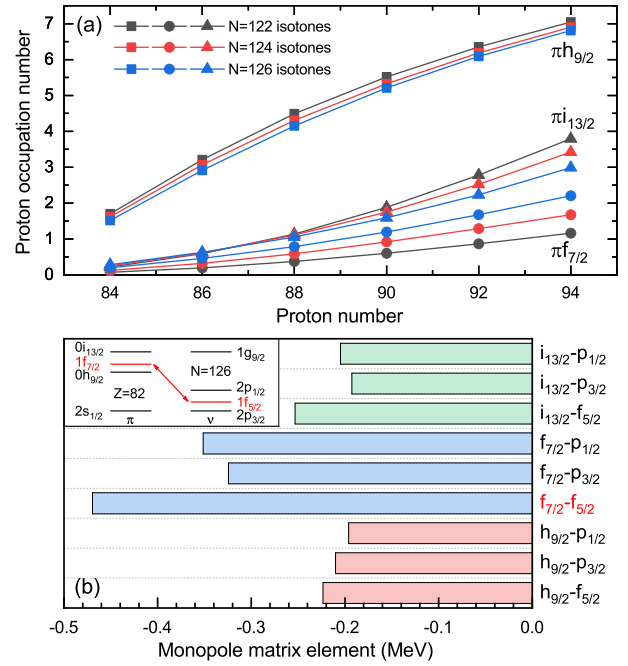 (a)
N=122 isotones
N=124 isotones
N=126 isotones
πh9/2
πi13/2
πf7/2
Proton occupation number
7
6
5
4
3
2
1
0
84 86 88 90 92 94
Proton number
0i13/2
1f7/2
0h9/2
Z=82
2s1/2
π
1g9/2
N=126
2p1/2
1f5/2
2p3/2
ν
i13/2-p1/2
i13/2-p3/2
i13/2-f5/2
f7/2-p1/2
f7/2-p3/2
f7/2-f5/2
h9/2-p1/2
h9/2-p3/2
h9/2-f5/2
(b)
-0.5 -0.4 -0.3 -0.2 -0.1 0.0
Monopole matrix element (MeV)